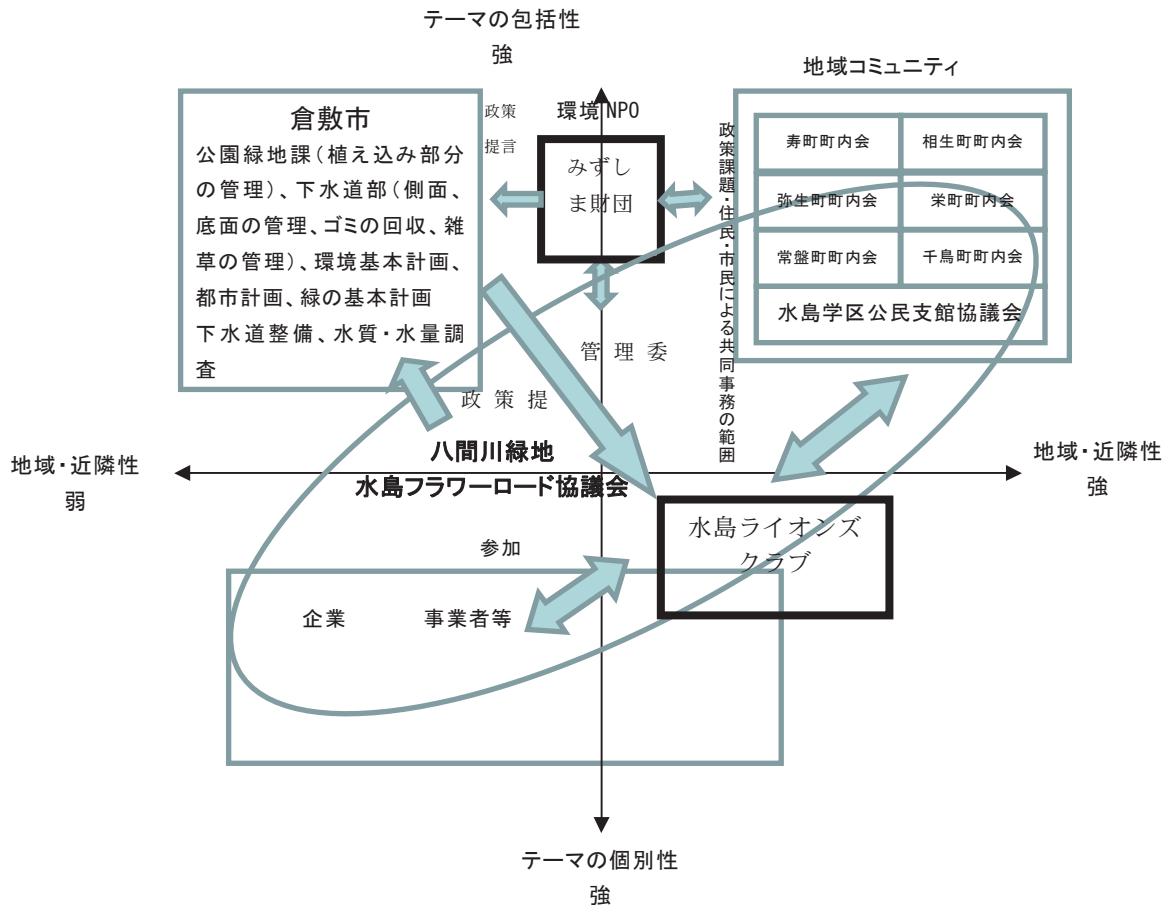 テーマの包括性
強
地域コミュニティ
倉敷市
公園緑地課（植え込み部分
の管理）、下水道部（側面、
底面の管理、ゴミの回収、雑
草の管理）、環境基本計画、
都市計画、緑の基本計画
下水道整備、水質・水量調
査
政策
提言
環境NPO
みずし
ま財団
政策課題・住民・市民による共同事務の範囲
寿町町内会
相生町町内会
弥生町町内会
栄町町内会
常盤町町内会
千鳥町町内会
水島学区公民支館協議会
管理委
政策提
八間川緑地
水島フラワーロード協議会
地域・近隣性
弱
地域・近隣性
強
水島ライオンズ
クラブ
参加
企業
事業者等
テーマの個別性
強